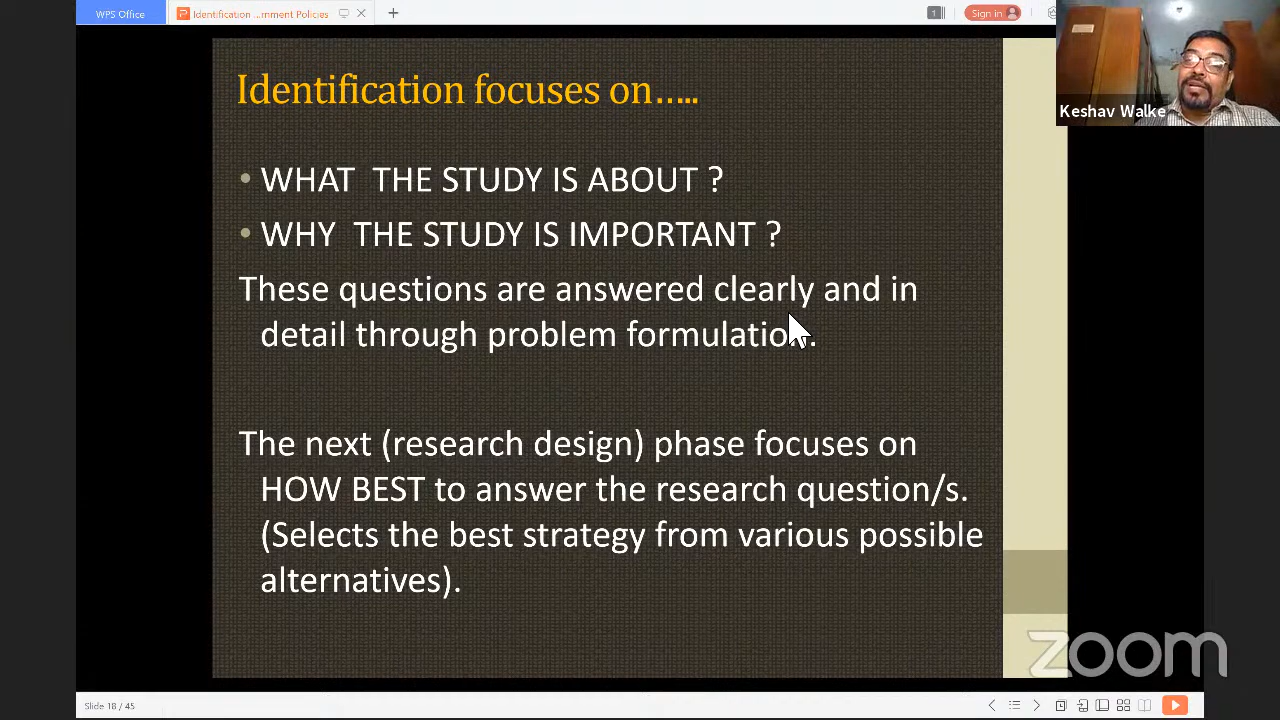 WPS Office
Identification ...rnment Policies
1
Sign in
Keshav Walke
Identification focuses on…..
• WHAT THE STUDY IS ABOUT ?
• WHY THE STUDY IS IMPORTANT ?
These questions are answered clearly and in
detail through problem formulation.
The next (research design) phase focuses on
HOW BEST to answer the research question/s.
(Selects the best strategy from various possible
alternatives).
zoom
Slide 18 / 45